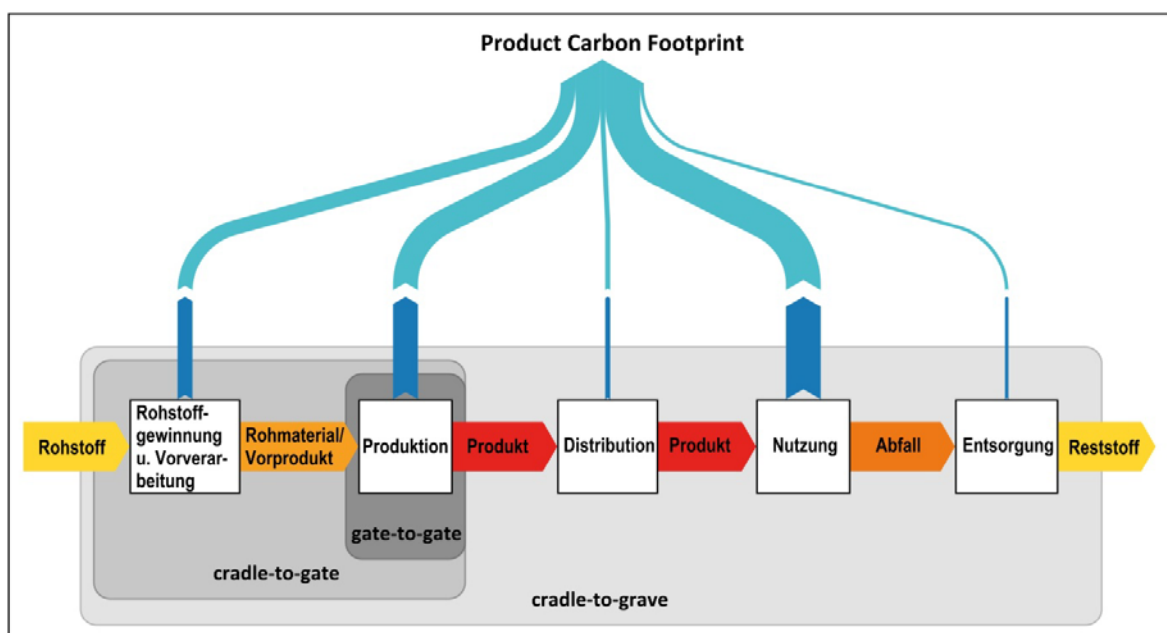 Product Carbon Footprint
Rohstoff
Rohstoff-
gewinnung
u. Vorverar-
beitung
Rohmaterial/
Vorprodukt
Produktion
Produkt
Distribution
Produkt
Nutzung
Abfall
Entsorgung
Reststoff
gate-to-gate
cradle-to-gate
cradle-to-grave